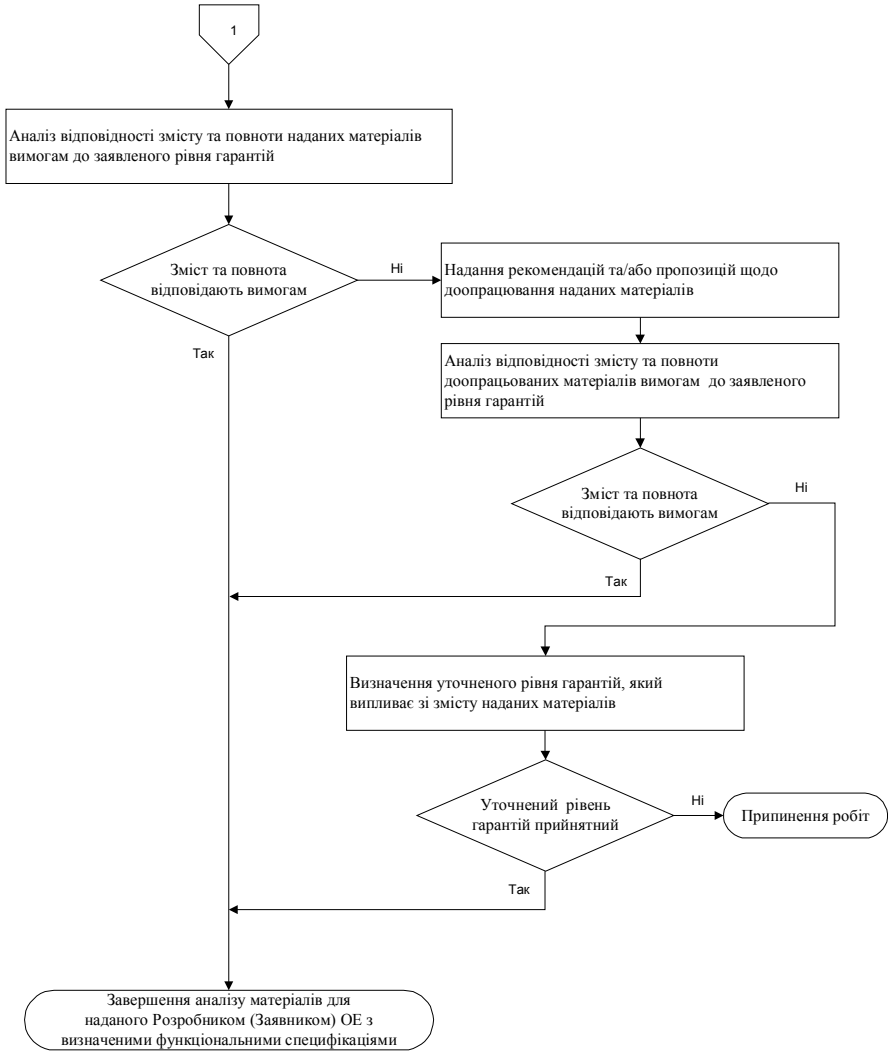 1
Аналіз відповідності змісту та повноти наданих матеріалів
вимогам до заявленого рівня гарантій
Зміст та повнота
відповідають вимогам
Ні
Надання рекомендацій та/або пропозицій щодо
доопрацювання наданих матеріалів
Так
Аналіз відповідності змісту та повноти
доопрацьованих матеріалів вимогам до заявленого
рівня гарантій
Зміст та повнота
відповідають вимогам
Ні
Так
Визначення уточненого рівня гарантій, який
випливає зі змісту наданих матеріалів
Уточнений рівень
гарантій прийнятний
Ні
Припинення робіт
Так
Завершення аналізу матеріалів для
наданого Розробником (Заявником) ОЕ з
визначеними функціональними специфікаціями